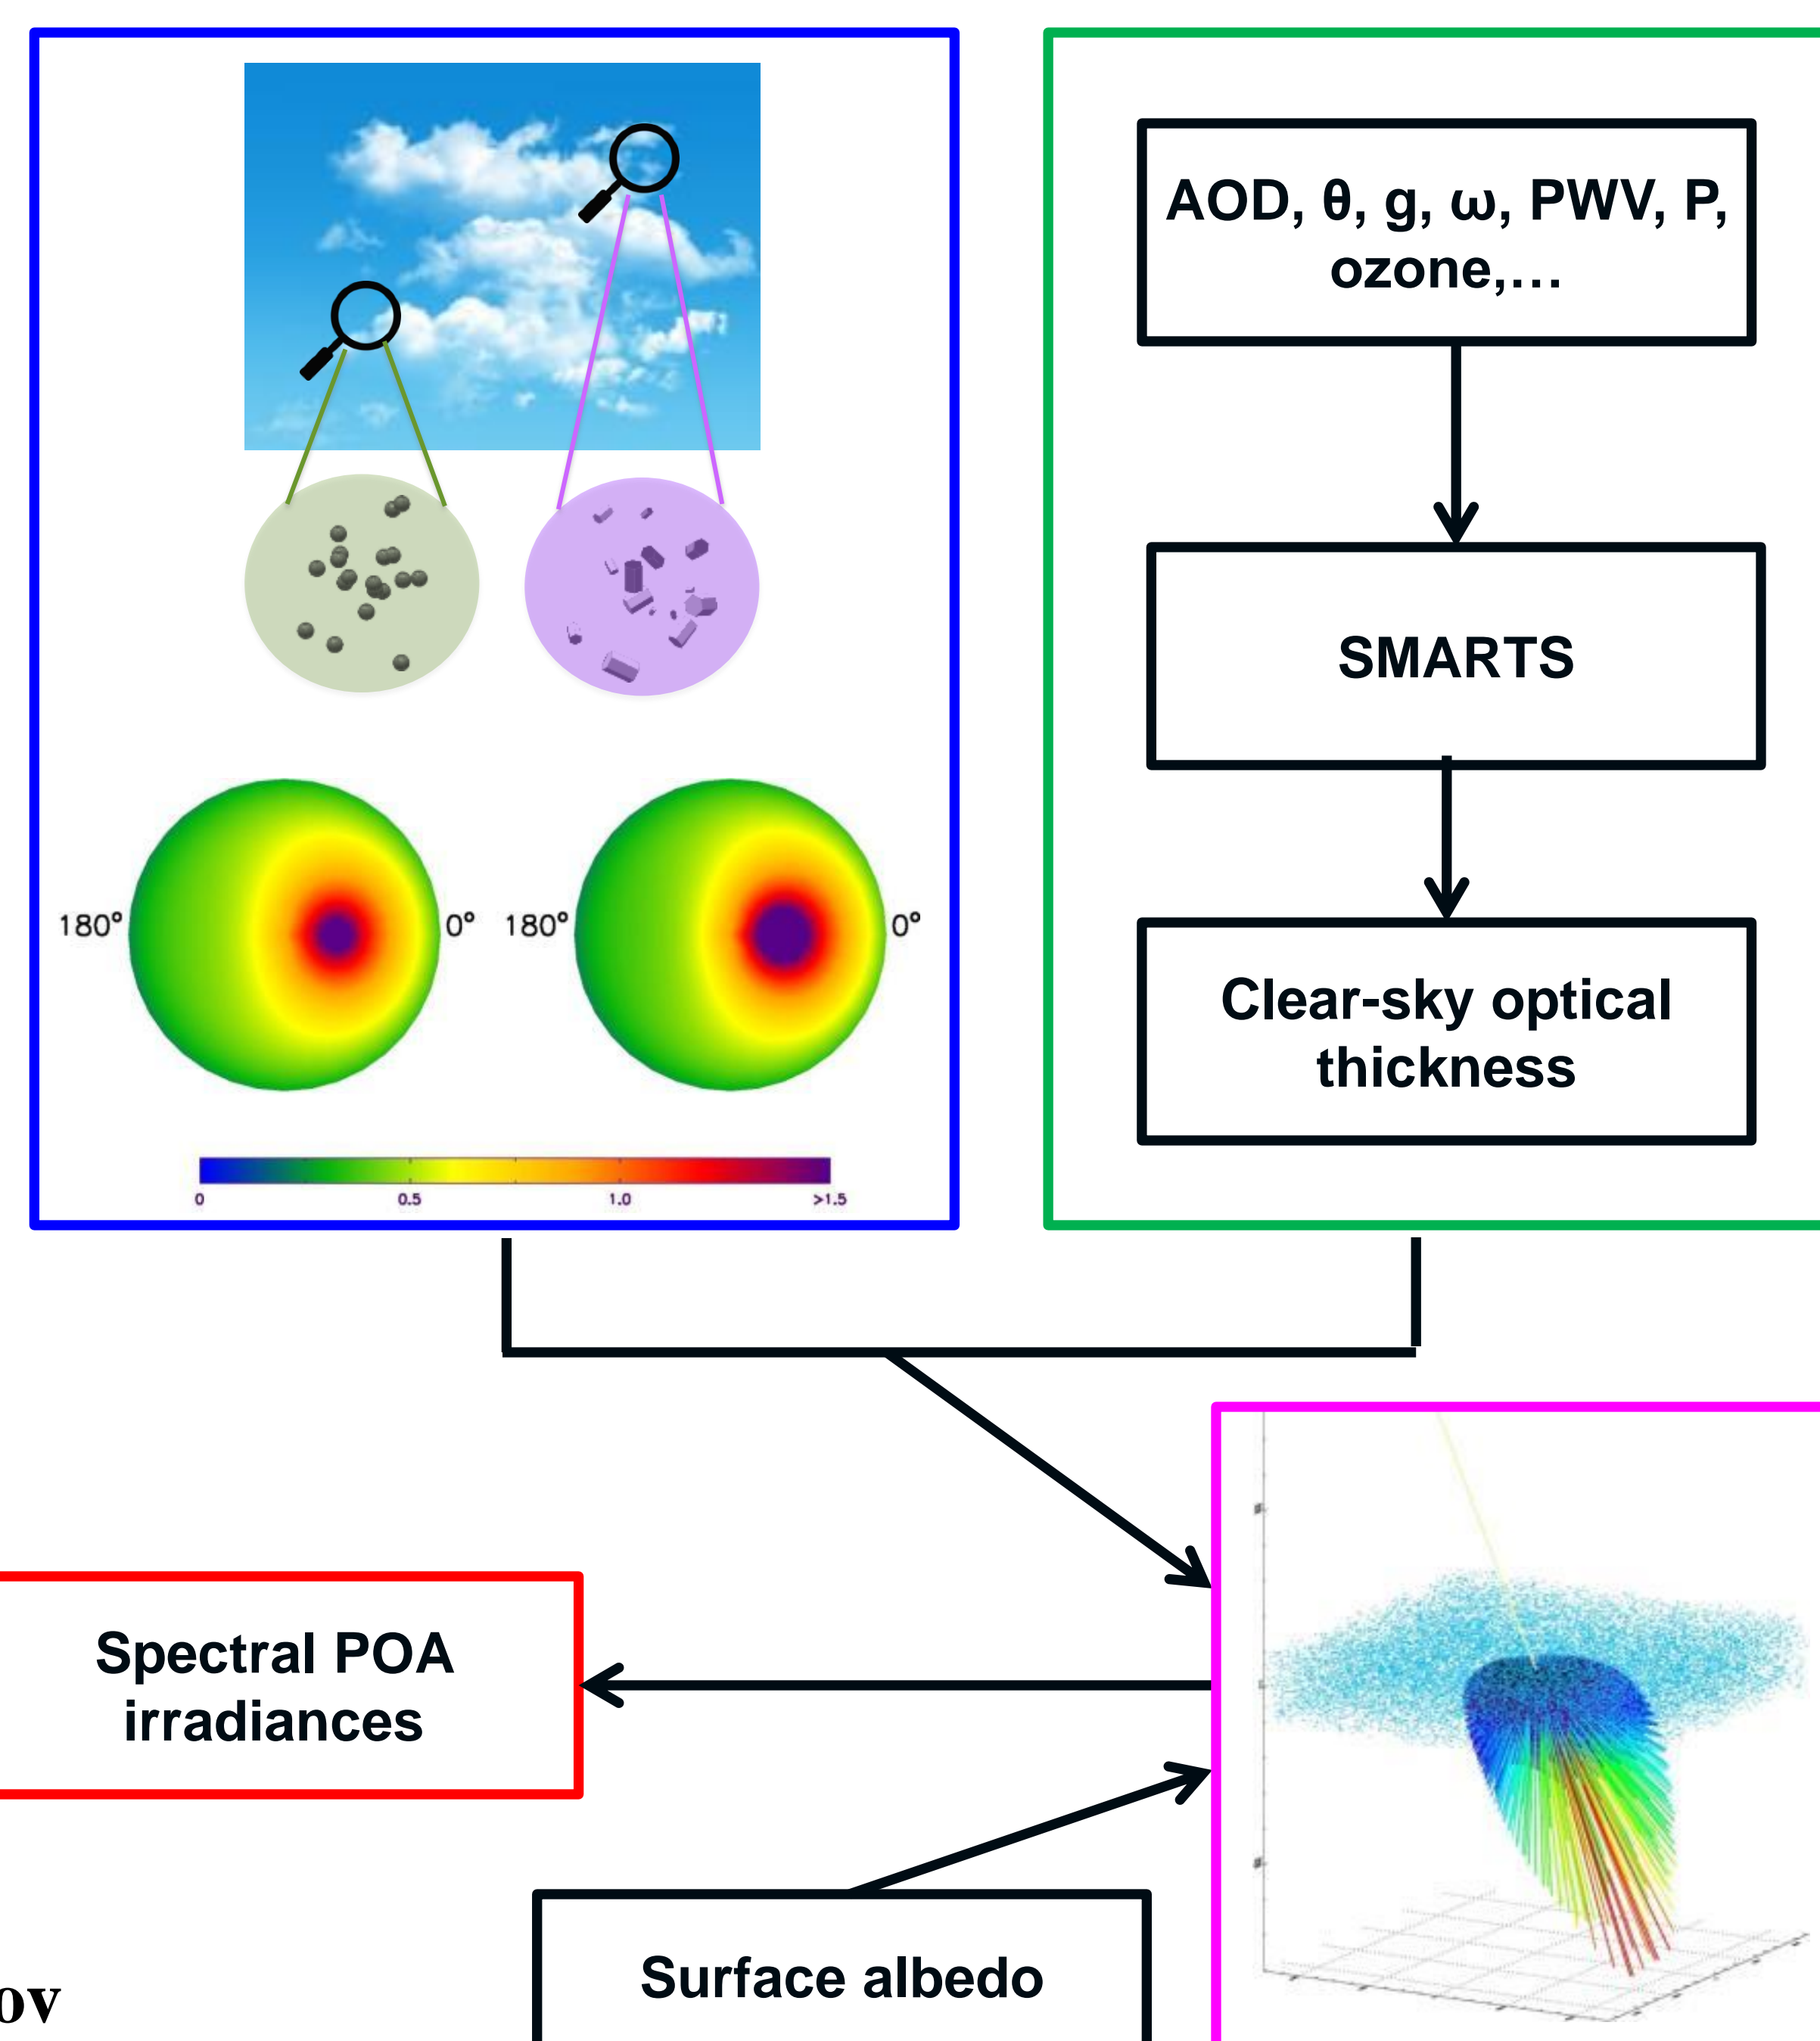 AOD, θ, g, ω, PWV, P,
ozone,...
SMARTS
Clear-sky optical
thickness
180° 0° 180° 0°
0 0.5 1.0 >1.5
Spectral POA
irradiances
Surface albedo
ov